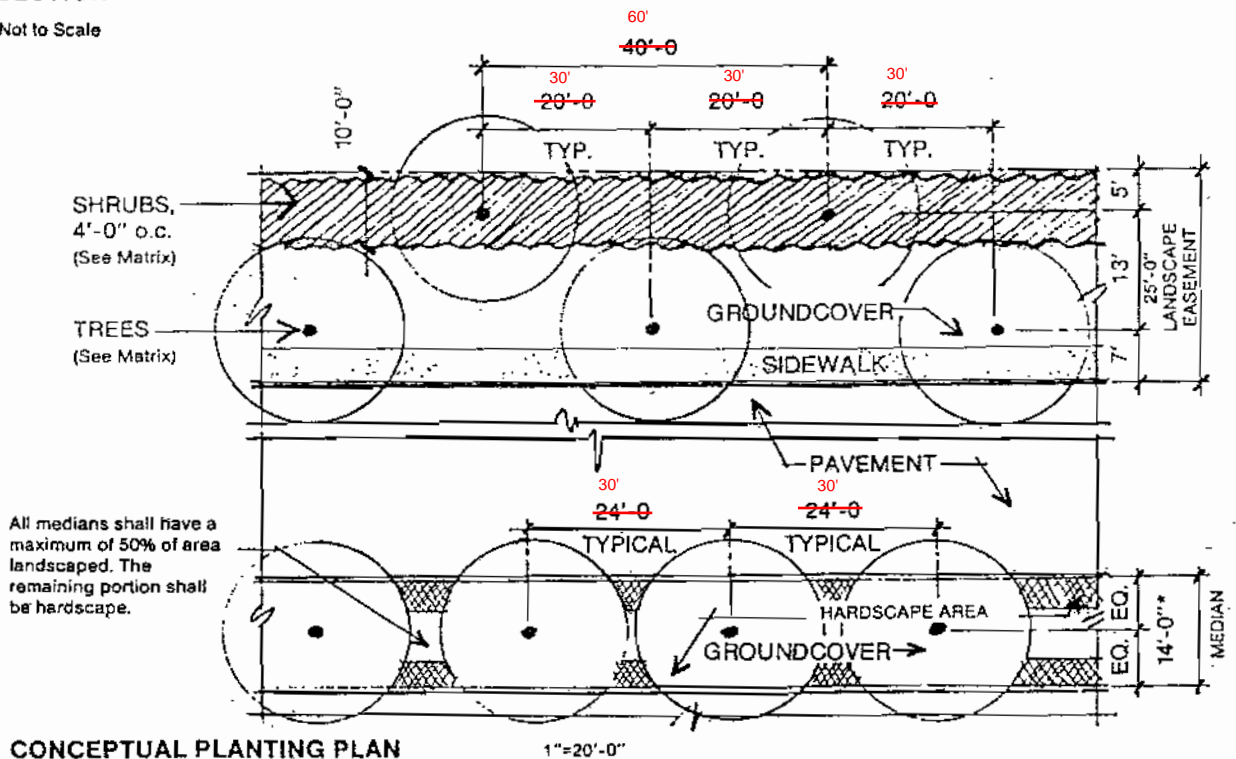 Not to Scale
60'
40'-0
30'
30'
30'
20'-0
20'-0
20'-0
10'-0"
TYP.
TYP.
TYP.
SHRUBS,
4'-0" o.c.
(See Matrix)
5'
13'
25'-0"
LANDSCAPE
EASEMENT
7'
GROUNDCOVER
TREES
(See Matrix)
SIDEWALK
PAVEMENT
30'
30'
24'-0
24'-0
TYPICAL
TYPICAL
All medians shall have a
maximum of 50% of area
landscaped. The
remaining portion shall
be hardscape.
HARDSCAPE AREA
GROUNDCOVER
EQ.
EQ.
14'-0"*
MEDIAN
CONCEPTUAL PLANTING PLAN
1"=20'-0"